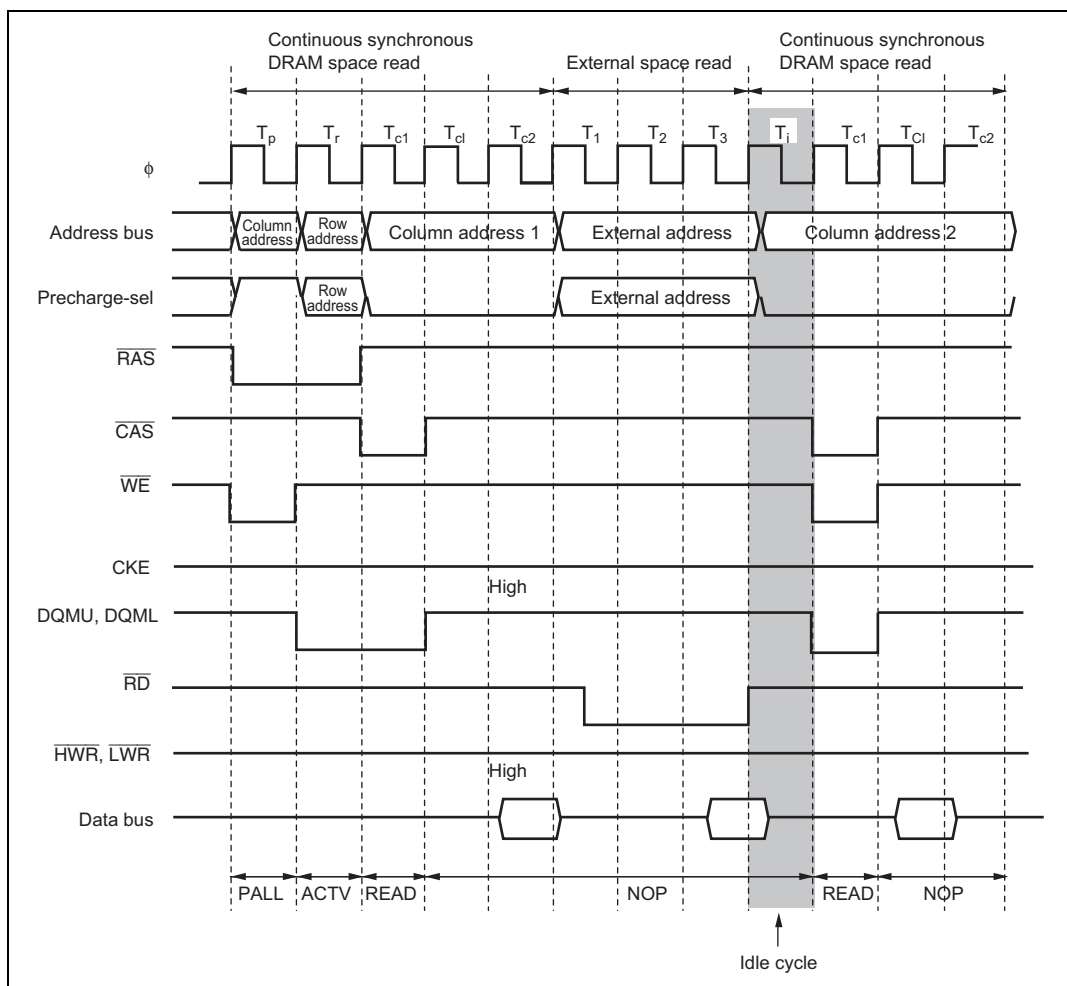 Continuous synchronous
DRAM space read
External space read
Continuous synchronous
DRAM space read
Tp Tr Tc1 Tcl Tc2 T1 T2 T3 Ti Tc1 TCl Tc2
ϕ
Address bus
Column
address
Row
address
Column address 1
External address
Column address 2
Precharge-sel
Row
address
External address
RAS
CAS
WE
CKE
High
DQMU, DQML
RD
HWR, LWR
High
Data bus
PALL ACTV READ NOP READ NOP
Idle cycle